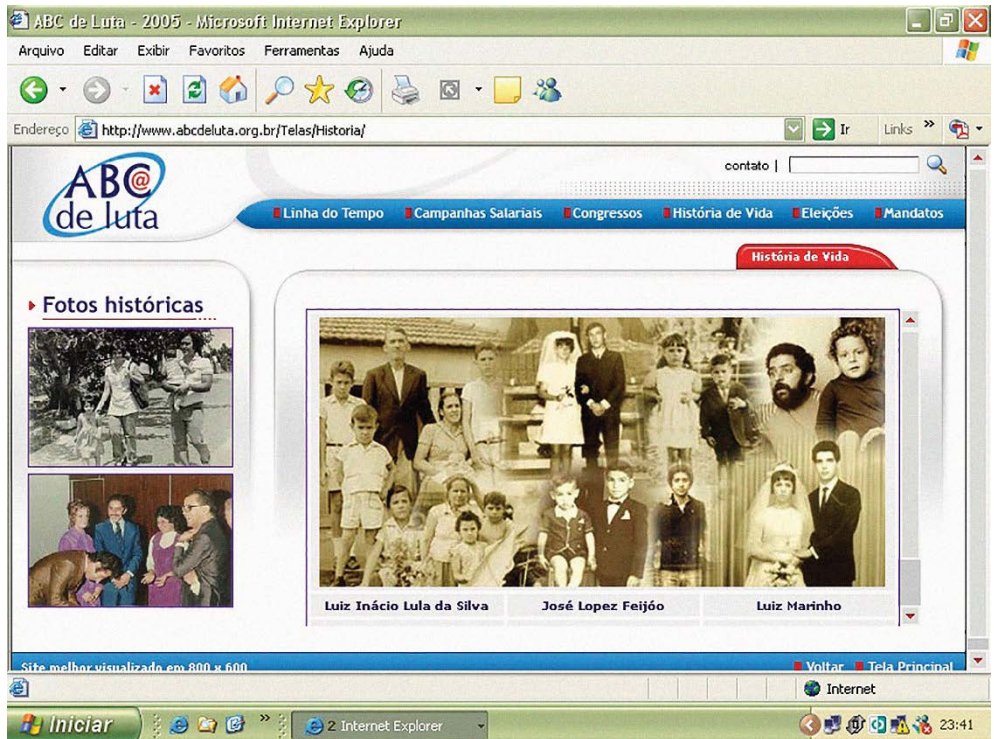 ABC de Luta - 2005 - Microsoft Internet Explorer
Arquivo Editar Exibir Favoritos Ferramentas Ajuda
Endereço http://www.abcdeluta.org.br/Telas/Historia/ Ir Links »
ABC@
de luta
contato |
Linha do Tempo Campanhas Salariais Congressos História de Vida Eleições Mandatos
História de Vida
Fotos históricas
Luiz Inácio Lula da Silva José Lopez Feijóo Luiz Marinho
Site melhor visualizado em 800 x 600 Voltar Tela Principal
Internet
Iniciar » 2 Internet Explorer 23:41